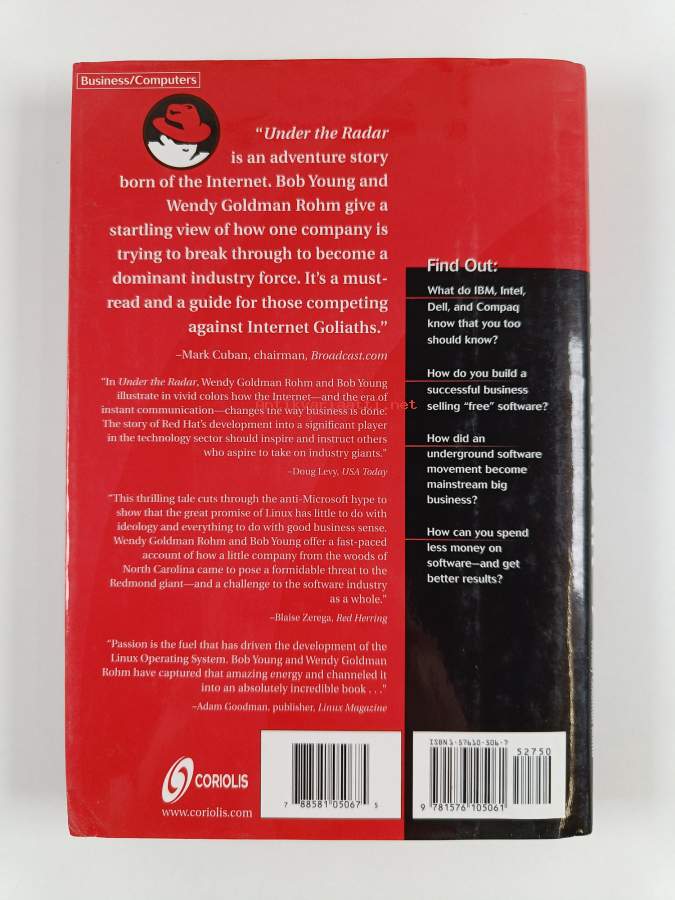 Business/Computers
“Under the Radar
is an adventure story
born of the Internet. Bob Young and
Wendy Goldman Rohm give a
startling view of how one company is
trying to break through to become a
dominant industry force. It’s a must-
read and a guide for those competing
against Internet Goliaths.”
–Mark Cuban, chairman, Broadcast.com
“In Under the Radar, Wendy Goldman Rohm and Bob Young
illustrate in vivid colors how the Internet—and the era of
instant communication—changes the way business is done.
The story of Red Hat’s development into a significant player
in the technology sector should inspire and instruct others
who aspire to take on industry giants.”
–Doug Levy, USA Today
“This thrilling tale cuts through the anti-Microsoft hype to
show that the great promise of Linux has little to do with
ideology and everything to do with good business sense.
Wendy Goldman Rohm and Bob Young offer a fast-paced
account of how a little company from the woods of
North Carolina came to pose a formidable threat to the
Redmond giant—and a challenge to the software industry
as a whole.”
–Blaise Zerega, Red Herring
“Passion is the fuel that has driven the development of the
Linux Operating System. Bob Young and Wendy Goldman
Rohm have captured that amazing energy and channeled it
into an absolutely incredible book . . .”
–Adam Goodman, publisher, Linux Magazine
CORIOLIS
www.coriolis.com
7 88581 05067 5
Find Out:
What do IBM, Intel,
Dell, and Compaq
know that you too
should know?
How do you build a
successful business
selling “free” software?
How did an
underground software
movement become
mainstream big
business?
How can you spend
less money on
software—and get
better results?
ISBN 1-57610-506-7
52750
9 781576 105061